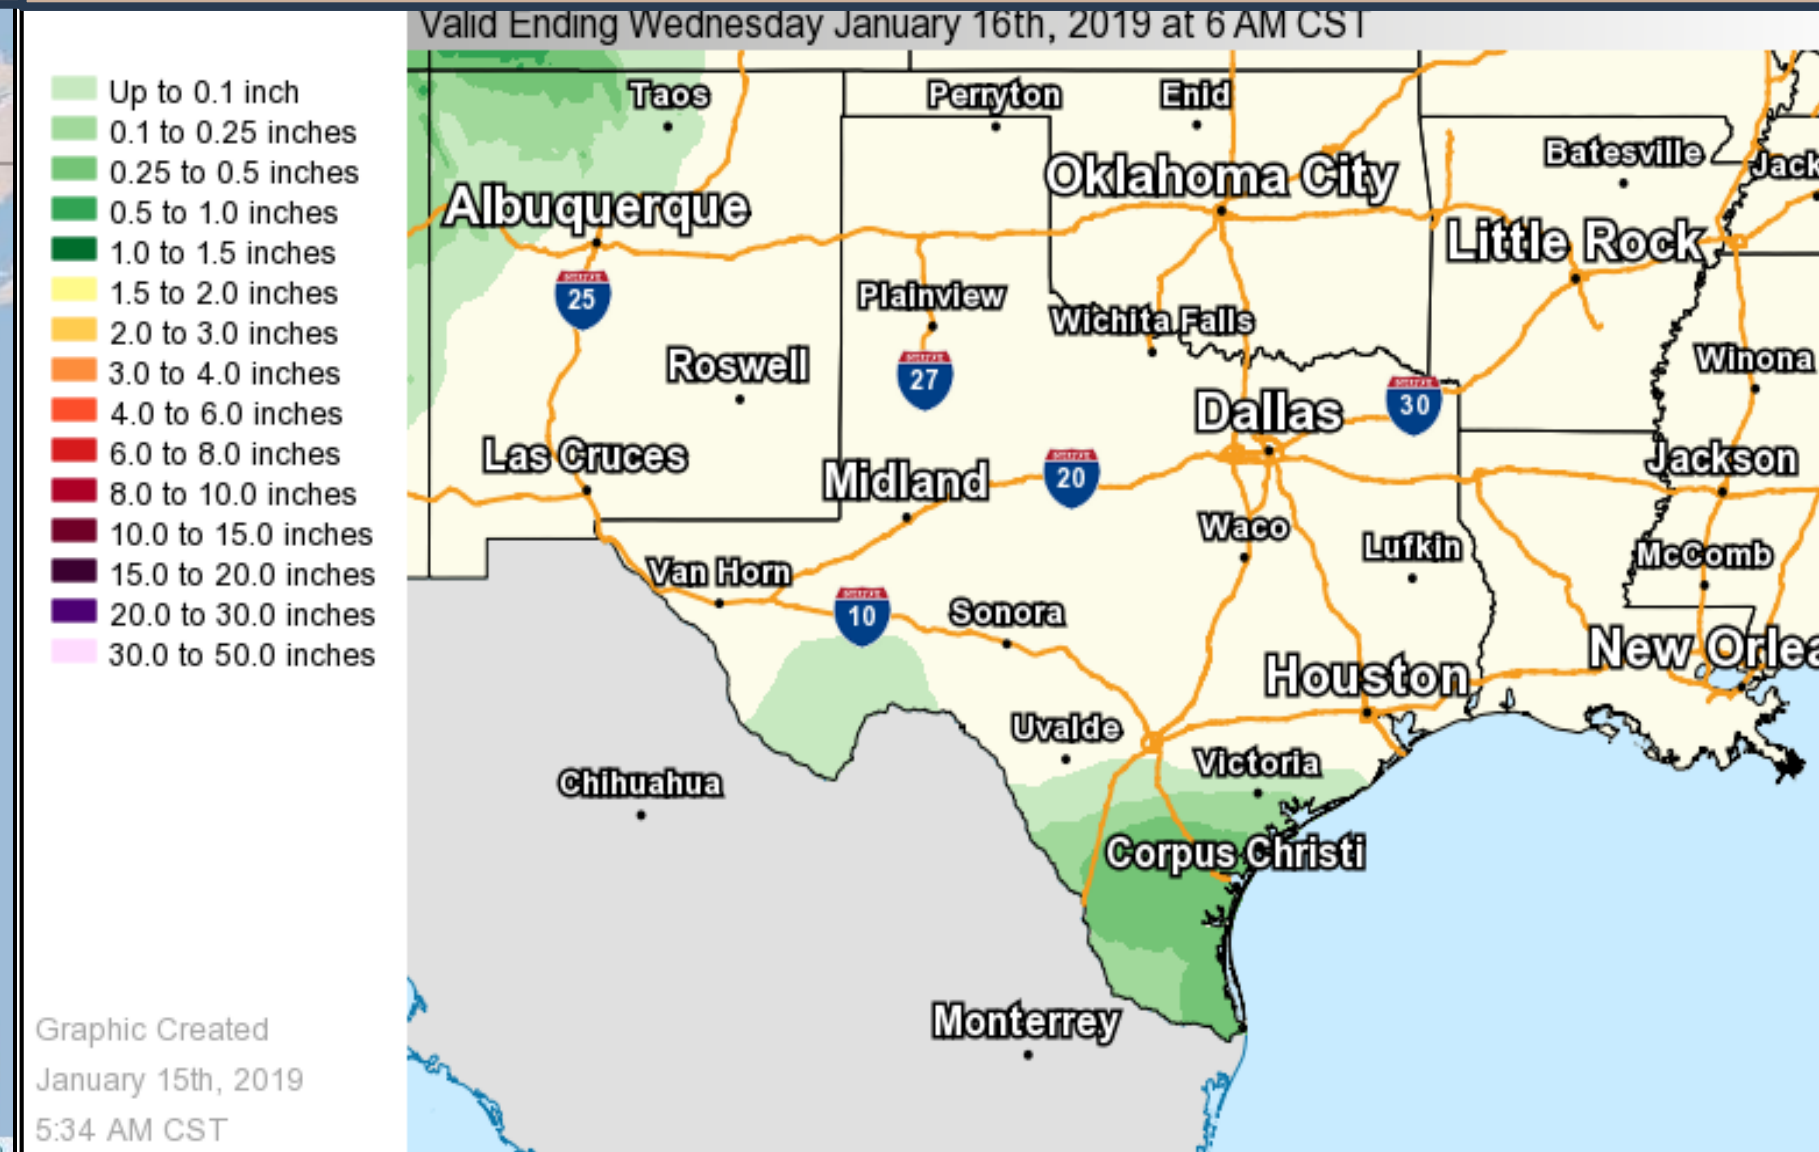 Valid Ending Wednesday January 16th, 2019 at 6 AM CST
Up to 0.1 inch
0.1 to 0.25 inches
0.25 to 0.5 inches
0.5 to 1.0 inches
1.0 to 1.5 inches
1.5 to 2.0 inches
2.0 to 3.0 inches
3.0 to 4.0 inches
4.0 to 6.0 inches
6.0 to 8.0 inches
8.0 to 10.0 inches
10.0 to 15.0 inches
15.0 to 20.0 inches
20.0 to 30.0 inches
30.0 to 50.0 inches
Graphic Created
January 15th, 2019
5:34 AM CST
Taos
Perryton
Enid
Batesville
Jack
Oklahoma City
Albuquerque
Little Rock
25
Plainview
Wichita Falls
Winona
Roswell
27
30
Dallas
Las Cruces
Midland
20
Jackson
Waco
Lufkin
McComb
Van Horn
10
Sonora
New Orlea
Houston
Uvalde
Victoria
Chihuahua
Corpus Christi
Monterrey